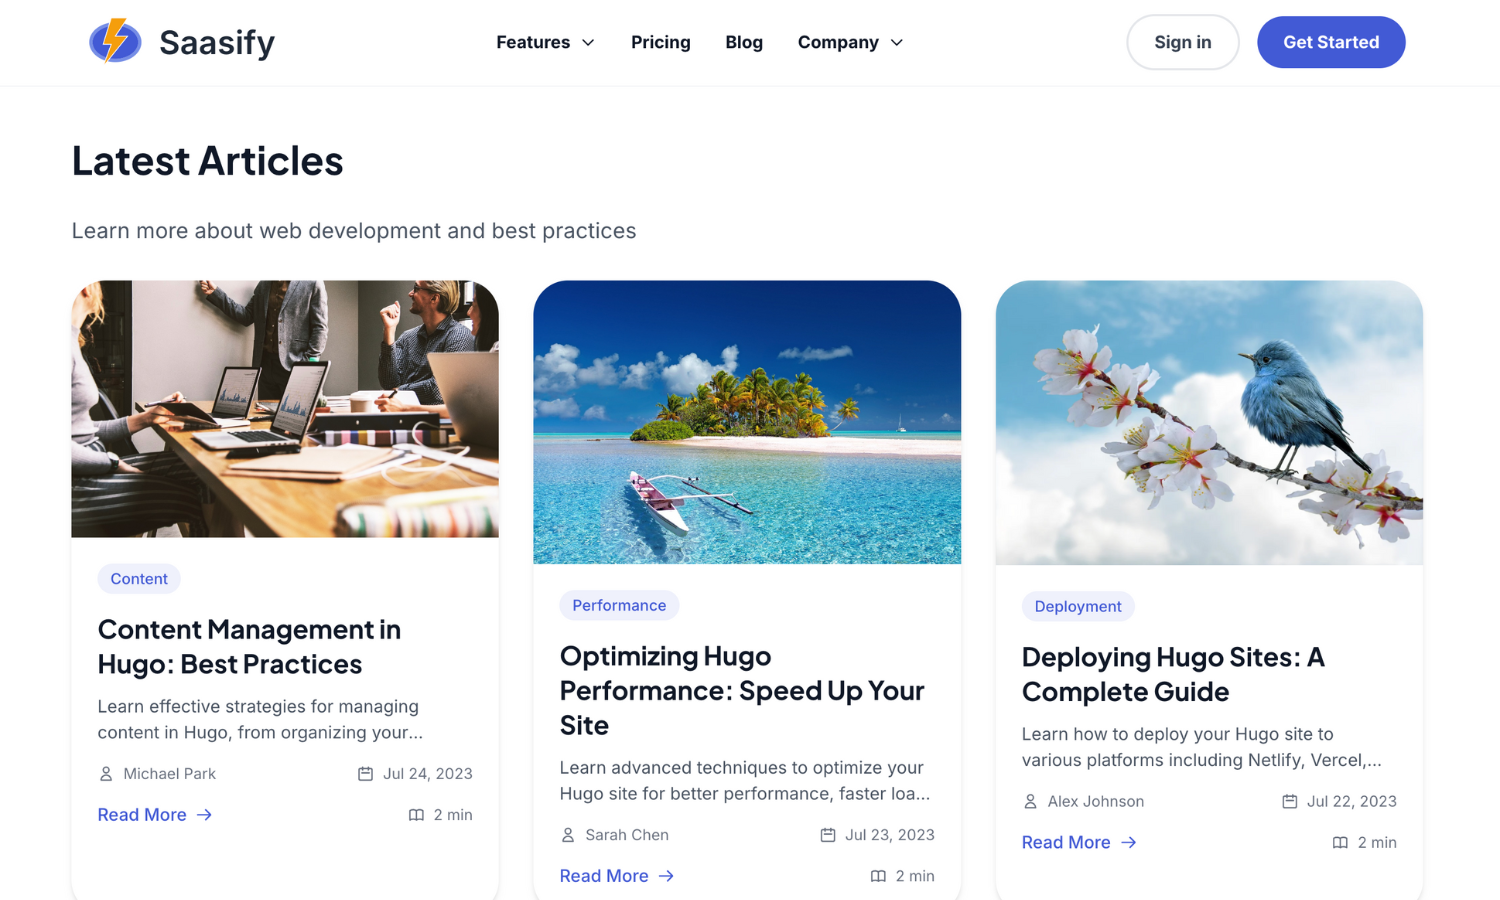 Saasify
Features
Pricing
Blog
Company
Sign in
Get Started
Latest Articles
Learn more about web development and best practices
Content
Content Management in
Hugo: Best Practices
Learn effective strategies for managing
content in Hugo, from organizing your...
Michael Park
Jul 24, 2023
Read More
2 min
Performance
Optimizing Hugo
Performance: Speed Up Your
Site
Learn advanced techniques to optimize your
Hugo site for better performance, faster loa...
Sarah Chen
Jul 23, 2023
Read More
2 min
Deployment
Deploying Hugo Sites: A
Complete Guide
Learn how to deploy your Hugo site to
various platforms including Netlify, Vercel,...
Alex Johnson
Jul 22, 2023
Read More
2 min